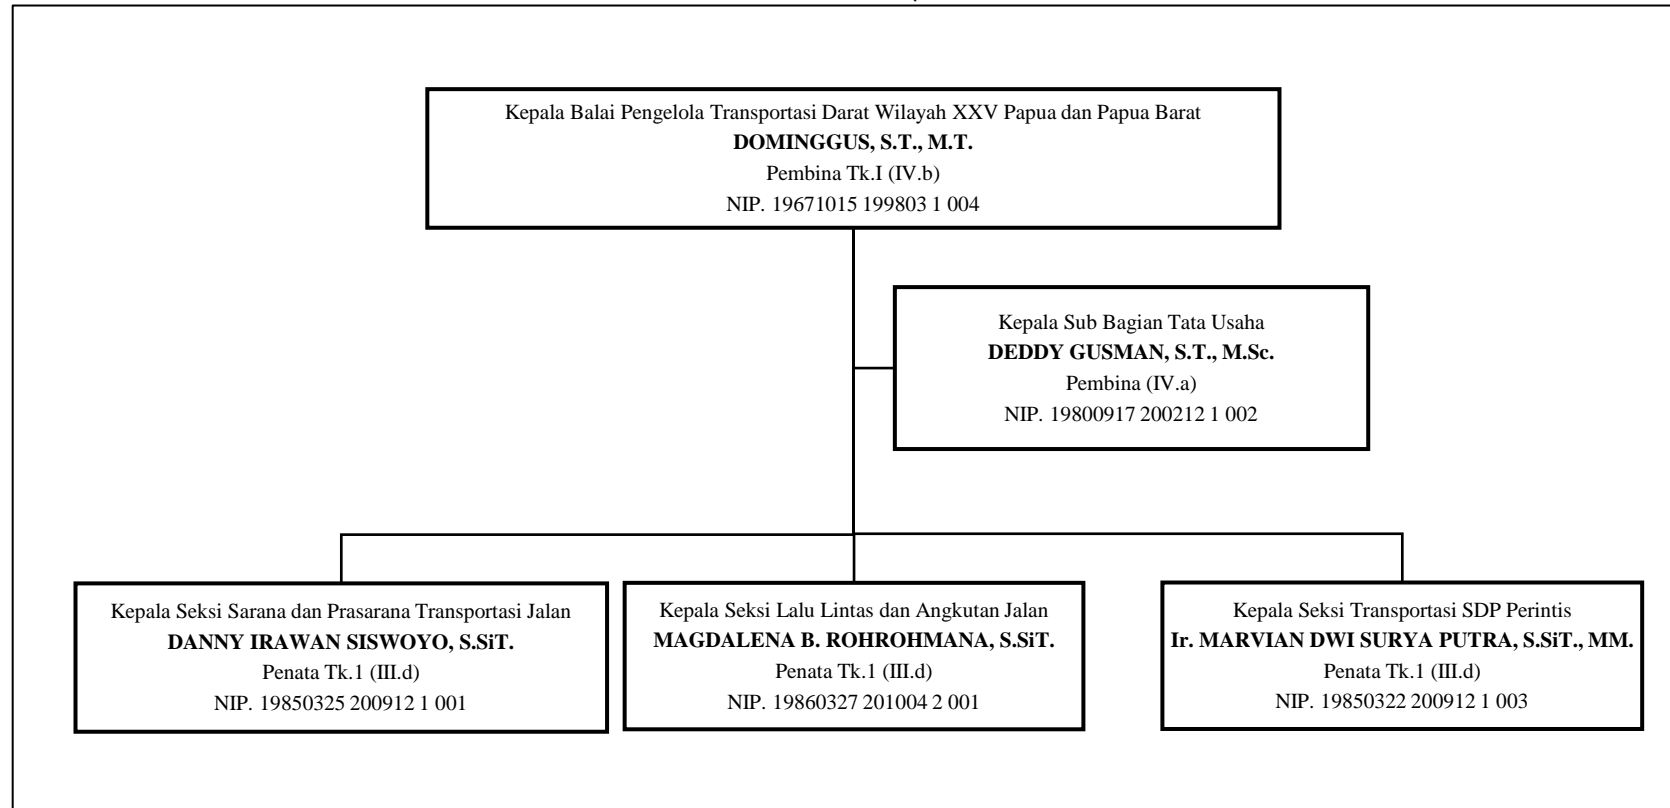 Kepala Balai Pengelola Transportasi Darat Wilayah XXV Papua dan Papua Barat
DOMINGGUS, S.T., M.T.
Pembina Tk.I (IV.b)
NIP. 19671015 199803 1 004
Kepala Sub Bagian Tata Usaha
DEDDY GUSMAN, S.T., M.Sc.
Pembina (IV.a)
NIP. 19800917 200212 1 002
Kepala Seksi Sarana dan Prasarana Transportasi Jalan
DANNY IRAWAN SISWOYO, S.SiT.
Penata Tk.1 (III.d)
NIP. 19850325 200912 1 001
Kepala Seksi Lalu Lintas dan Angkutan Jalan
MAGDALENA B. ROHROHMANA, S.SiT.
Penata Tk.1 (III.d)
NIP. 19860327 201004 2 001
Kepala Seksi Transportasi SDP Perintis
Ir. MARVIAN DWI SURYA PUTRA, S.SiT., MM.
Penata Tk.1 (III.d)
NIP. 19850322 200912 1 003